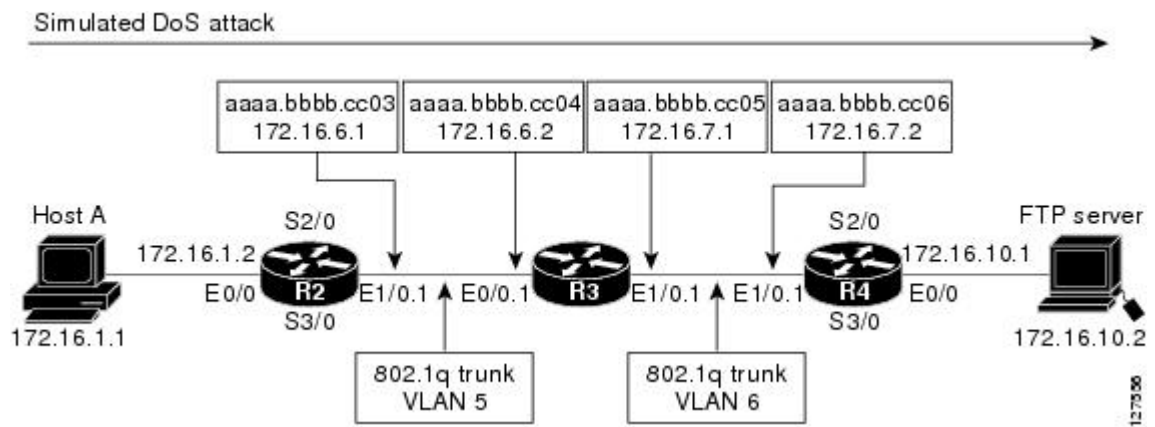 Simulated DoS attack
aaaa.bbbb.cc03
172.16.6.1
aaaa.bbbb.cc04
172.16.6.2
aaaa.bbbb.cc05
172.16.7.1
aaaa.bbbb.cc06
172.16.7.2
Host A
172.16.1.1
172.16.1.2
E0/0
S2/0
R2
S3/0
E1/0.1
E0/0.1
R3
E1/0.1
E1/0.1
S2/0
R4
S3/0
172.16.10.1
E0/0
FTP server
172.16.10.2
802.1q trunk
VLAN 5
802.1q trunk
VLAN 6
127556